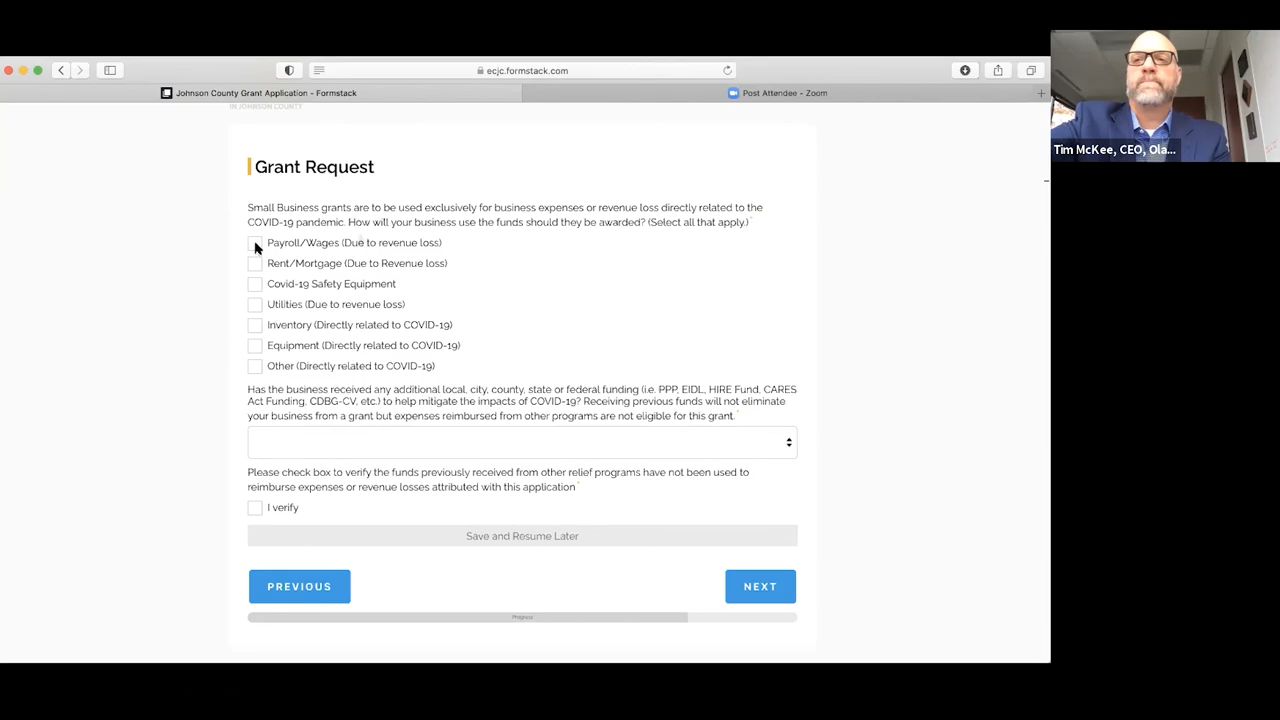 ecjc.formstack.com
Johnson County Grant Application - Formstack
Post Attendee - Zoom
IN JOHNSON COUNTY
Grant Request
Small Business grants are to be used exclusively for business expenses or revenue loss directly related to the
COVID-19 pandemic. How will your business use the funds should they be awarded? (Select all that apply.)*
Payroll/Wages (Due to revenue loss)
Rent/Mortgage (Due to Revenue loss)
Covid-19 Safety Equipment
Utilities (Due to revenue loss)
Inventory (Directly related to COVID-19)
Equipment (Directly related to COVID-19)
Other (Directly related to COVID-19)
Has the business received any additional local, city, county, state or federal funding (i.e. PPP, EIDL, HIRE Fund, CARES
Act Funding, CDBG-CV, etc.) to help mitigate the impacts of COVID-19? Receiving previous funds will not eliminate
your business from a grant but expenses reimbursed from other programs are not eligible for this grant.*
Please check box to verify the funds previously received from other relief programs have not been used to
reimburse expenses or revenue losses attributed with this application*
I verify
Save and Resume Later
PREVIOUS
NEXT
Progress
Tim McKee, CEO, Ola...